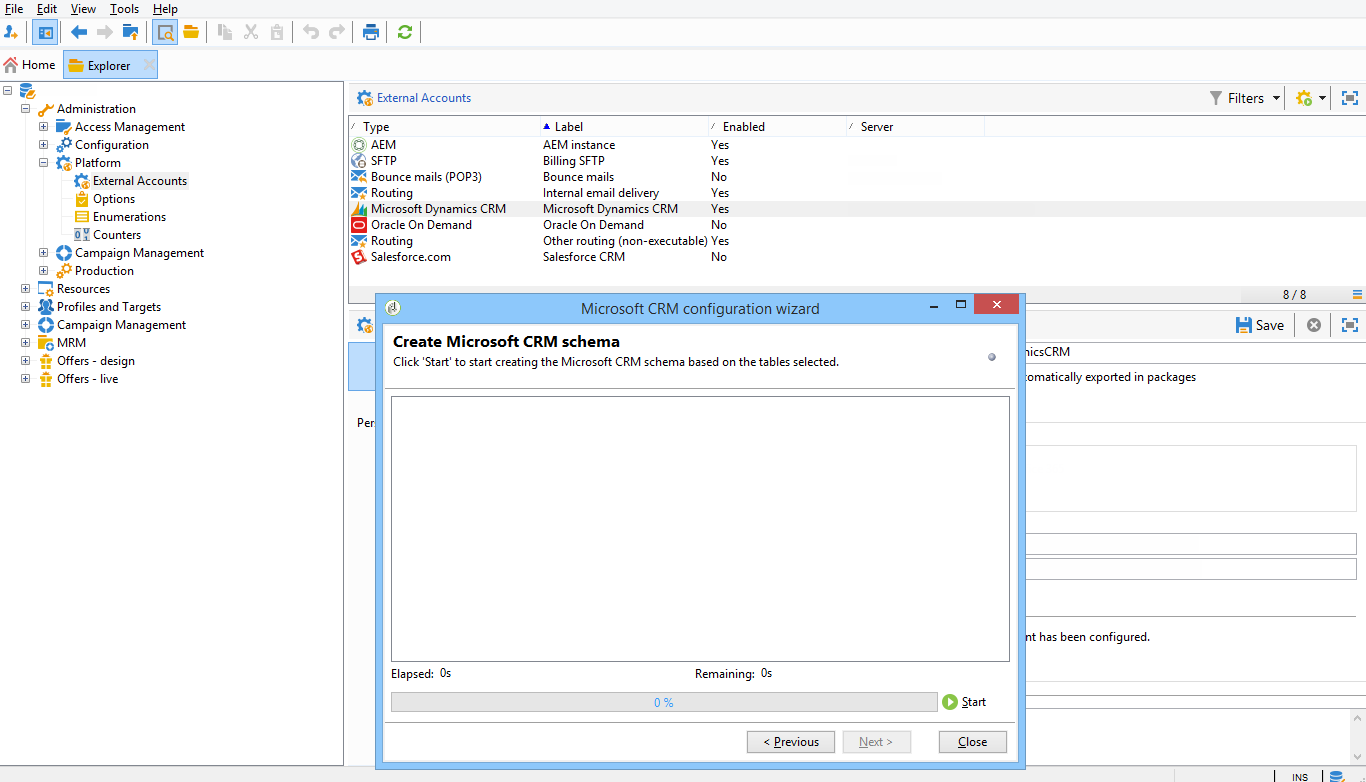 File Edit View Tools Help
Home Explorer
Administration
Access Management
Configuration
Platform
External Accounts
Options
Enumerations
Counters
Campaign Management
Production
Resources
Profiles and Targets
Campaign Management
MRM
Offers - design
Offers - live
External Accounts Filters
Type Label Enabled Server
AEM AEM instance Yes
SFTP Billing SFTP Yes
Bounce mails (POP3) Bounce mails No
Routing Internal email delivery Yes
Microsoft Dynamics CRM Microsoft Dynamics CRM Yes
Oracle On Demand Oracle On Demand No
Routing Other routing (non-executable) Yes
Salesforce.com Salesforce CRM No
8 / 8
Save
nicsCRM
omatically exported in packages
Per
nt has been configured.
Microsoft CRM configuration wizard
Create Microsoft CRM schema
Click 'Start' to start creating the Microsoft CRM schema based on the tables selected.
Elapsed: 0s Remaining: 0s
0 % Start
< Previous Next > Close
INS